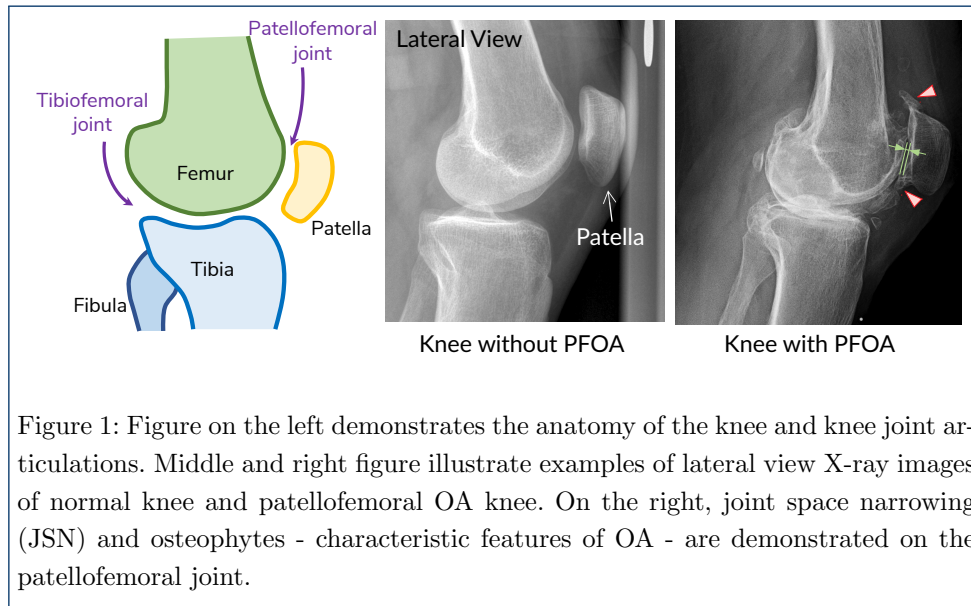 Patellofemoral
joint
Tibiofemoral
joint
Femur
Patella
Tibia
Fibula
Lateral View
Patella
Knee without PFOA
Knee with PFOA
Figure 1: Figure on the left demonstrates the anatomy of the knee and knee joint ar-
ticulations. Middle and right figure illustrate examples of lateral view X-ray images
of normal knee and patellofemoral OA knee. On the right, joint space narrowing
(JSN) and osteophytes - characteristic features of OA - are demonstrated on the
patellofemoral joint.